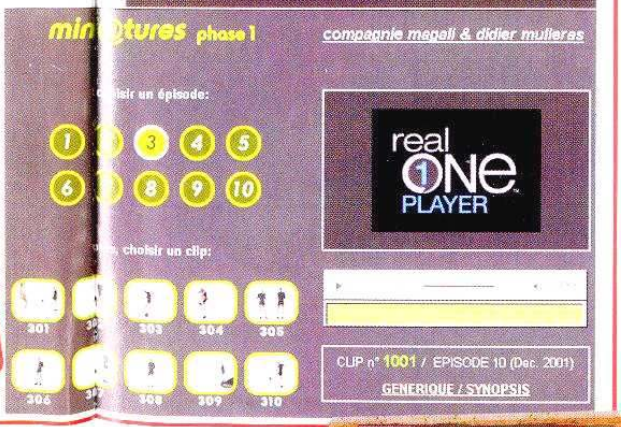 min@tures phase 1
compagnie magali & didier mulleras
choisir un épisode:
1 3 4 5
6 8 9 10
real
ONE
PLAYER
choisir un clip:
301 303 304 305
306 308 309 310
CLIP n° 1001 / EPISODE 10 (Dec. 2001)
GENERIQUE / SYNOPSIS